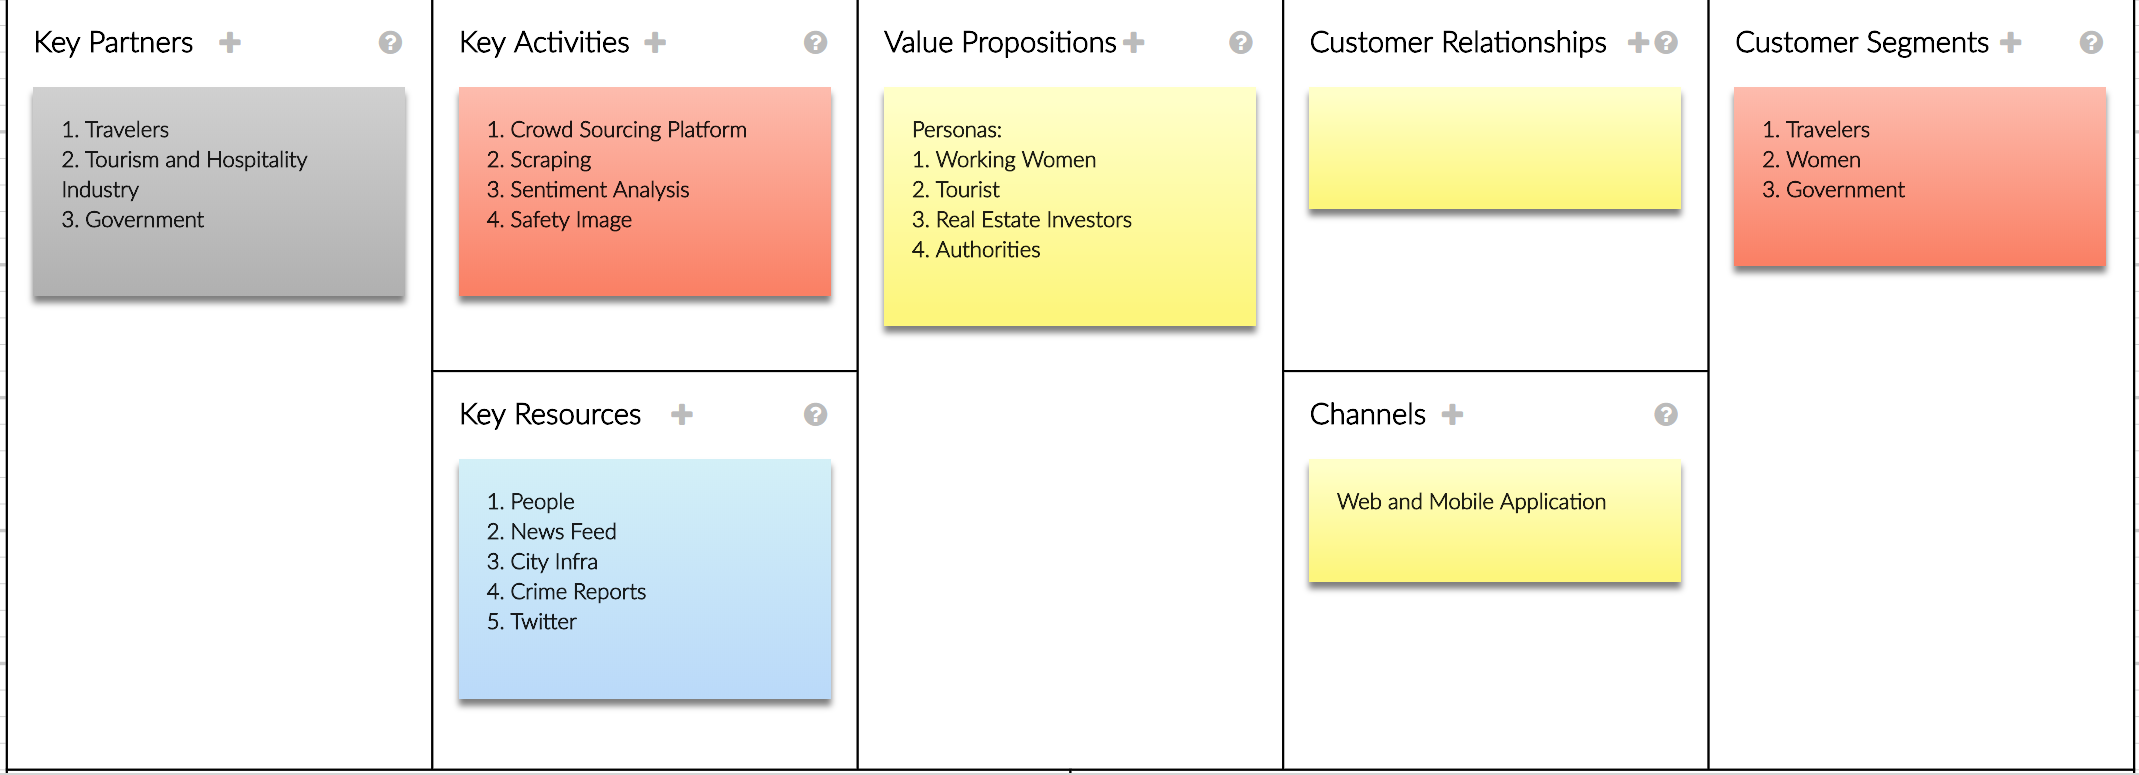 Key Partners
1. Travelers
2. Tourism and Hospitality
Industry
3. Government
Key Activities
1. Crowd Sourcing Platform
2. Scraping
3. Sentiment Analysis
4. Safety Image
Key Resources
1. People
2. News Feed
3. City Infra
4. Crime Reports
5. Twitter
Value Propositions
Personas:
1. Working Women
2. Tourist
3. Real Estate Investors
4. Authorities
Customer Relationships
Channels
Web and Mobile Application
Customer Segments
1. Travelers
2. Women
3. Government